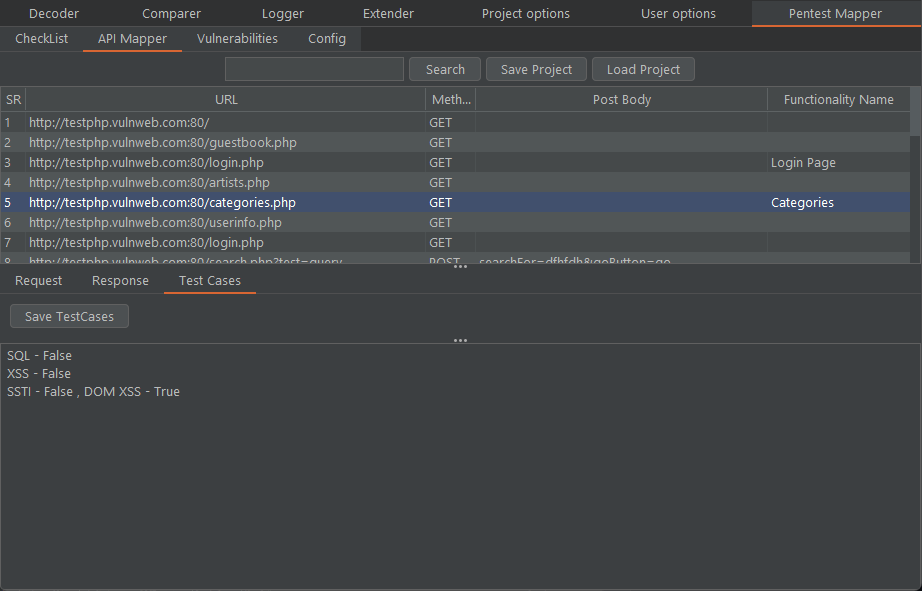 Decoder Comparer Logger Extender Project options User options Pentest Mapper
CheckList API Mapper Vulnerabilities Config
Search Save Project Load Project
SR URL Meth... Post Body Functionality Name
1 http://testphp.vulnweb.com:80/ GET
2 http://testphp.vulnweb.com:80/guestbook.php GET
3 http://testphp.vulnweb.com:80/login.php GET Login Page
4 http://testphp.vulnweb.com:80/artists.php GET
5 http://testphp.vulnweb.com:80/categories.php GET Categories
6 http://testphp.vulnweb.com:80/userinfo.php GET
7 http://testphp.vulnweb.com:80/login.php GET
8 http://testphp.vulnweb.com:80/search.php?test=query POST searchFor=dfhfdh&goButton=go
Request Response Test Cases
Save TestCases
SQL - False
XSS - False
SSTI - False , DOM XSS - True